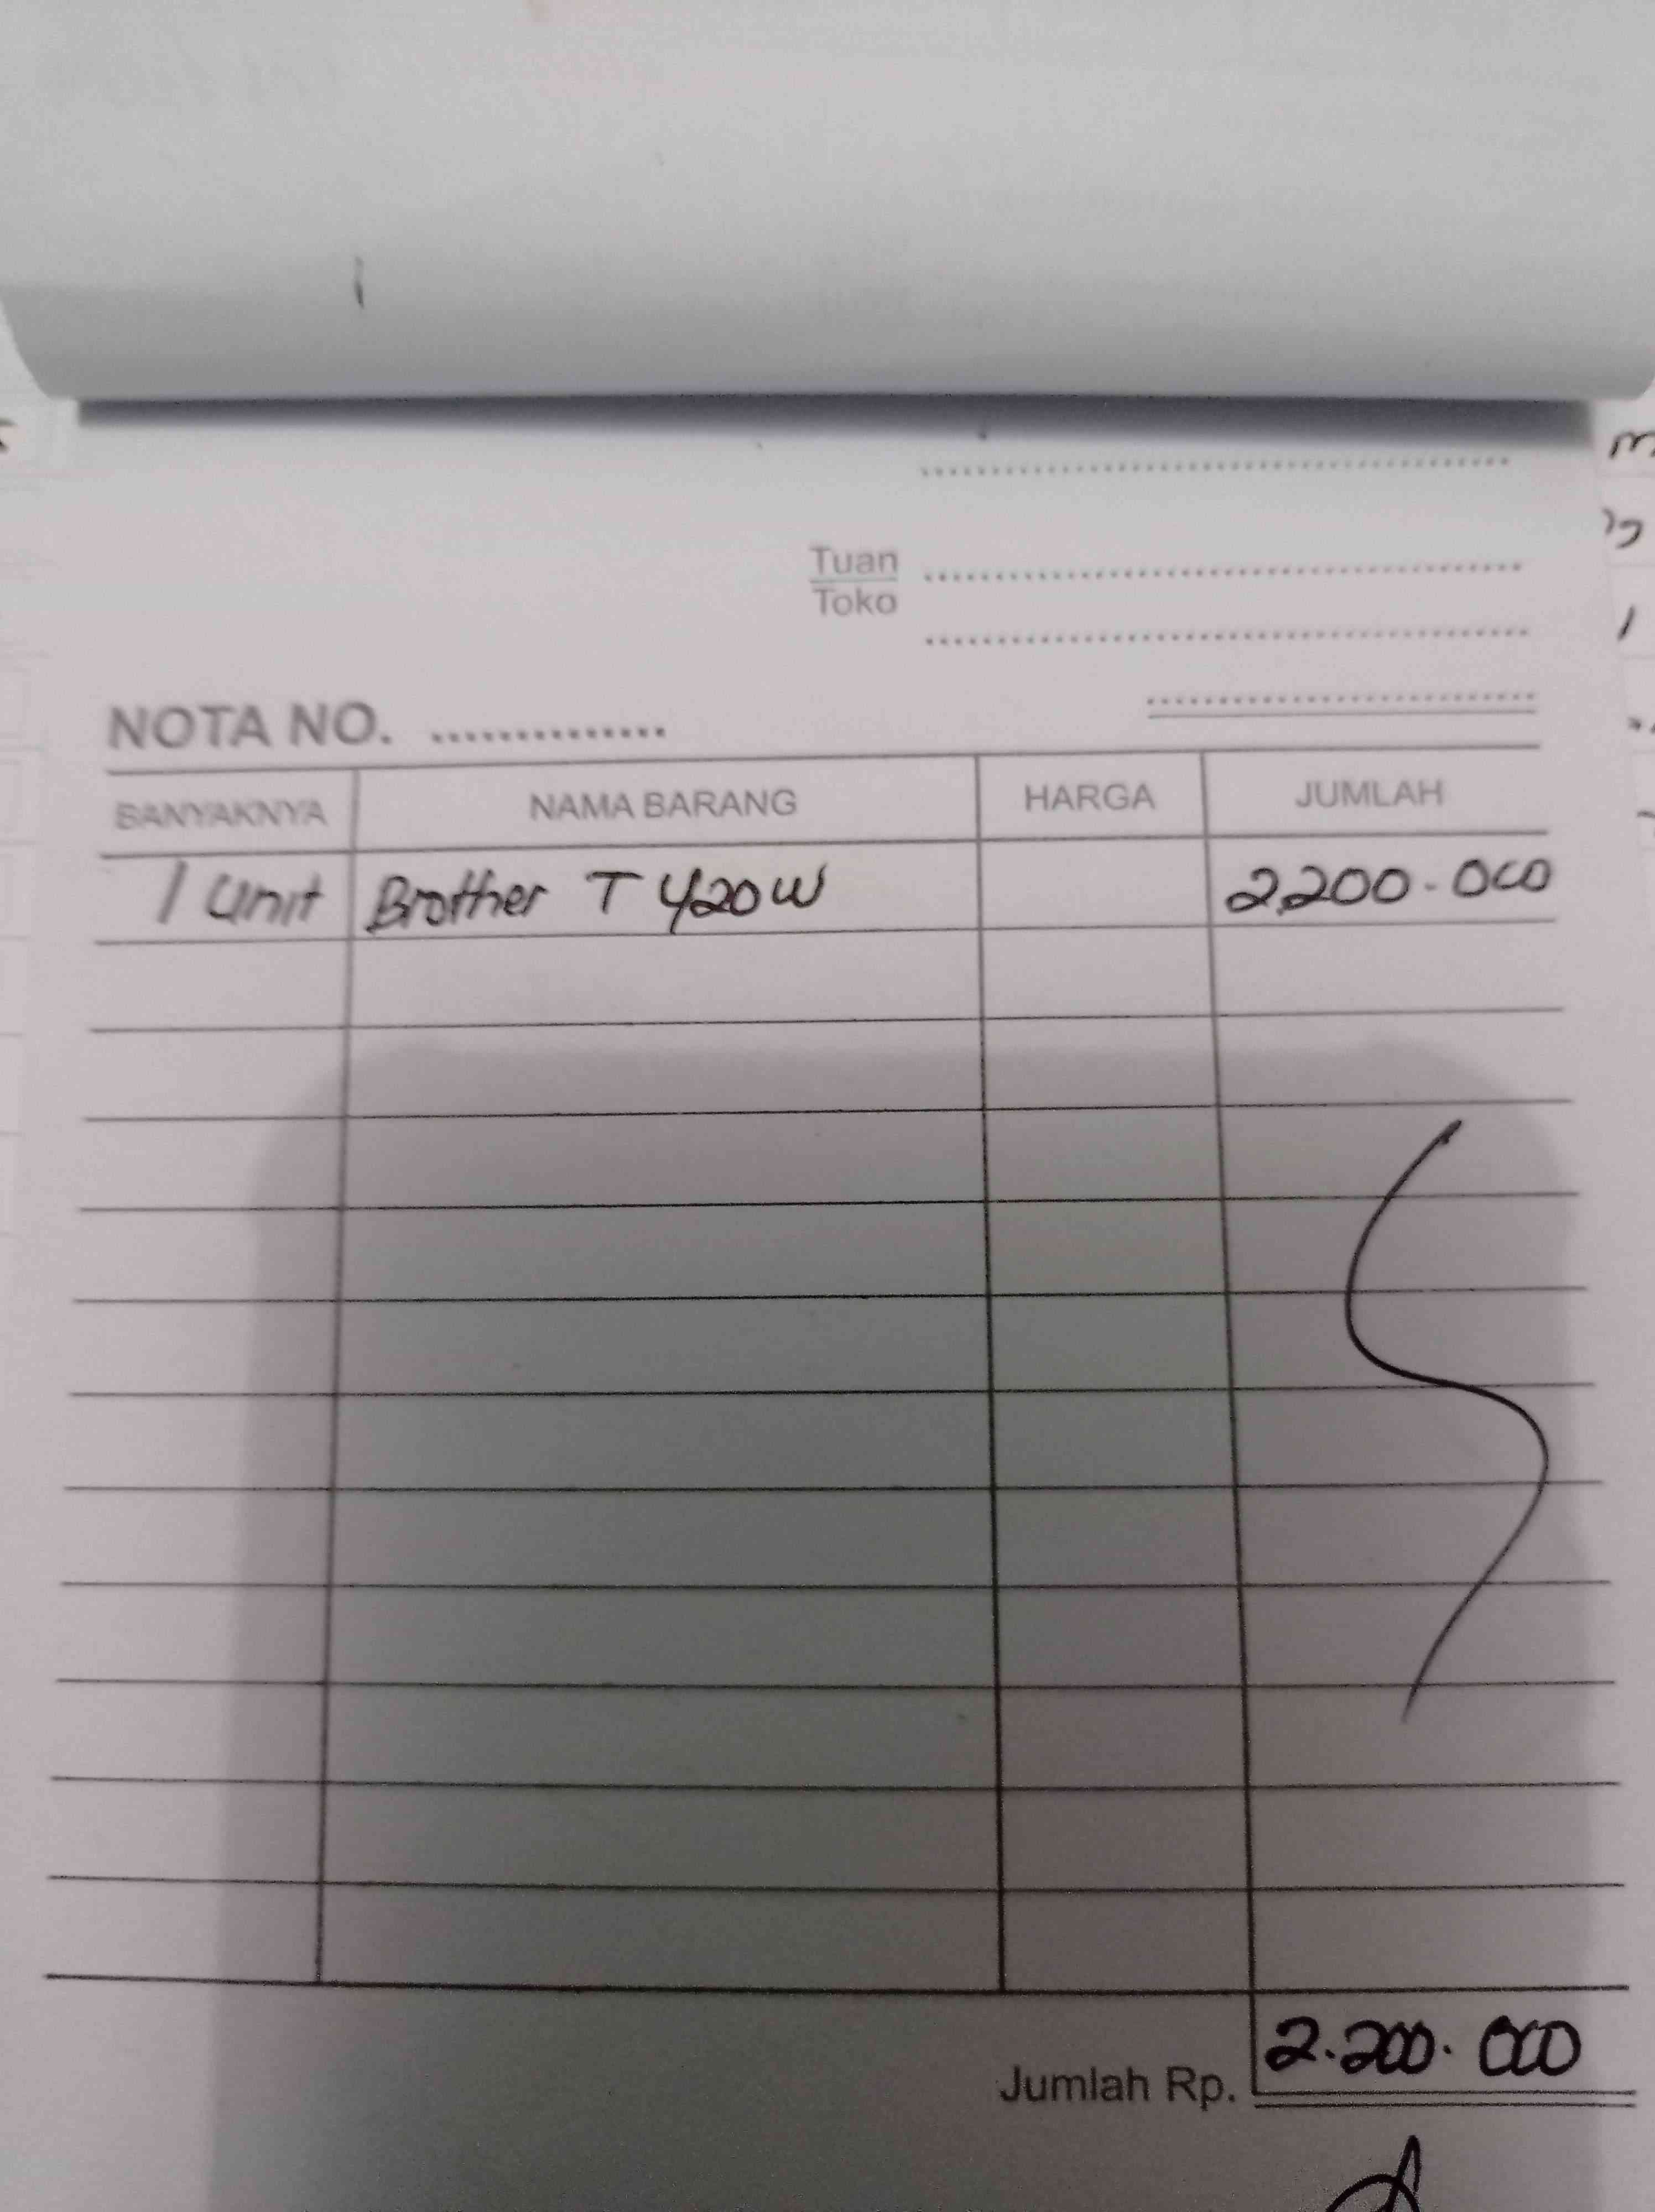 Tuan
Toko
NOTA NO. ..............
BANYAKNYA NAMA BARANG HARGA JUMLAH
1 Unit Brother T 420W 2.200.000
Jumlah Rp. 2.200.000